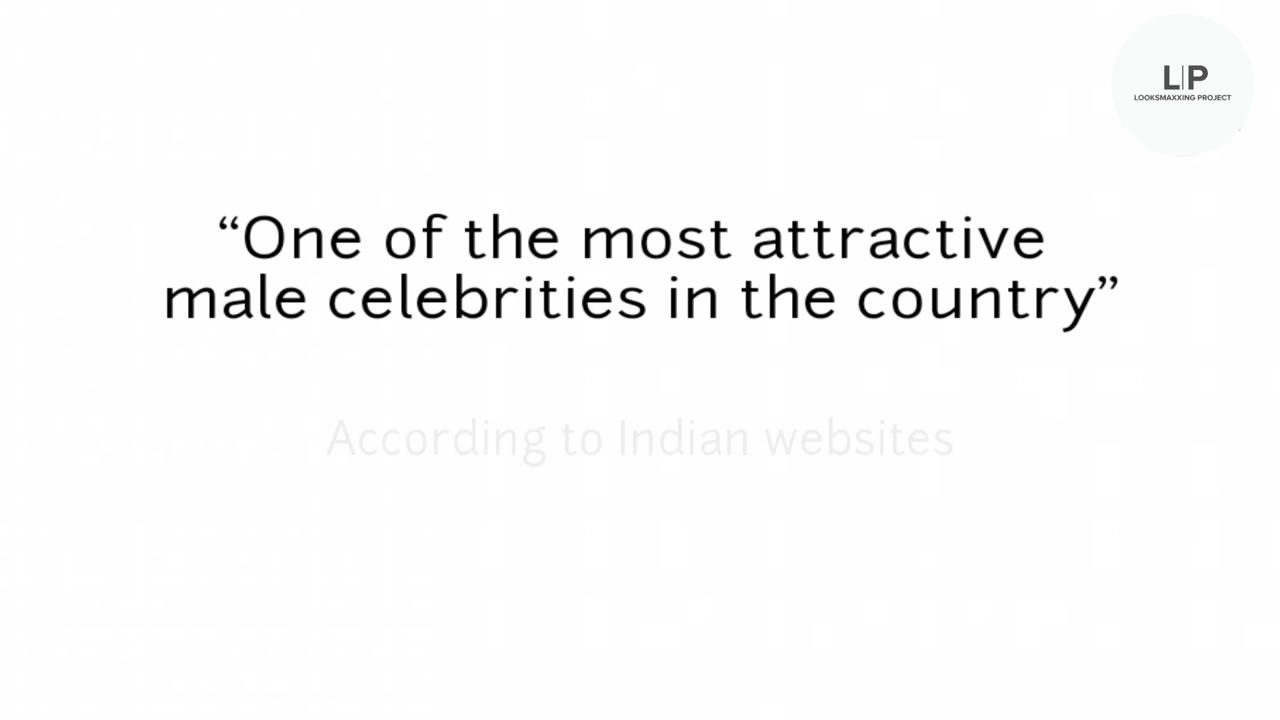 L|P
LOOKSMAXXING PROJECT
“One of the most attractive
male celebrities in the country”
According to Indian websites